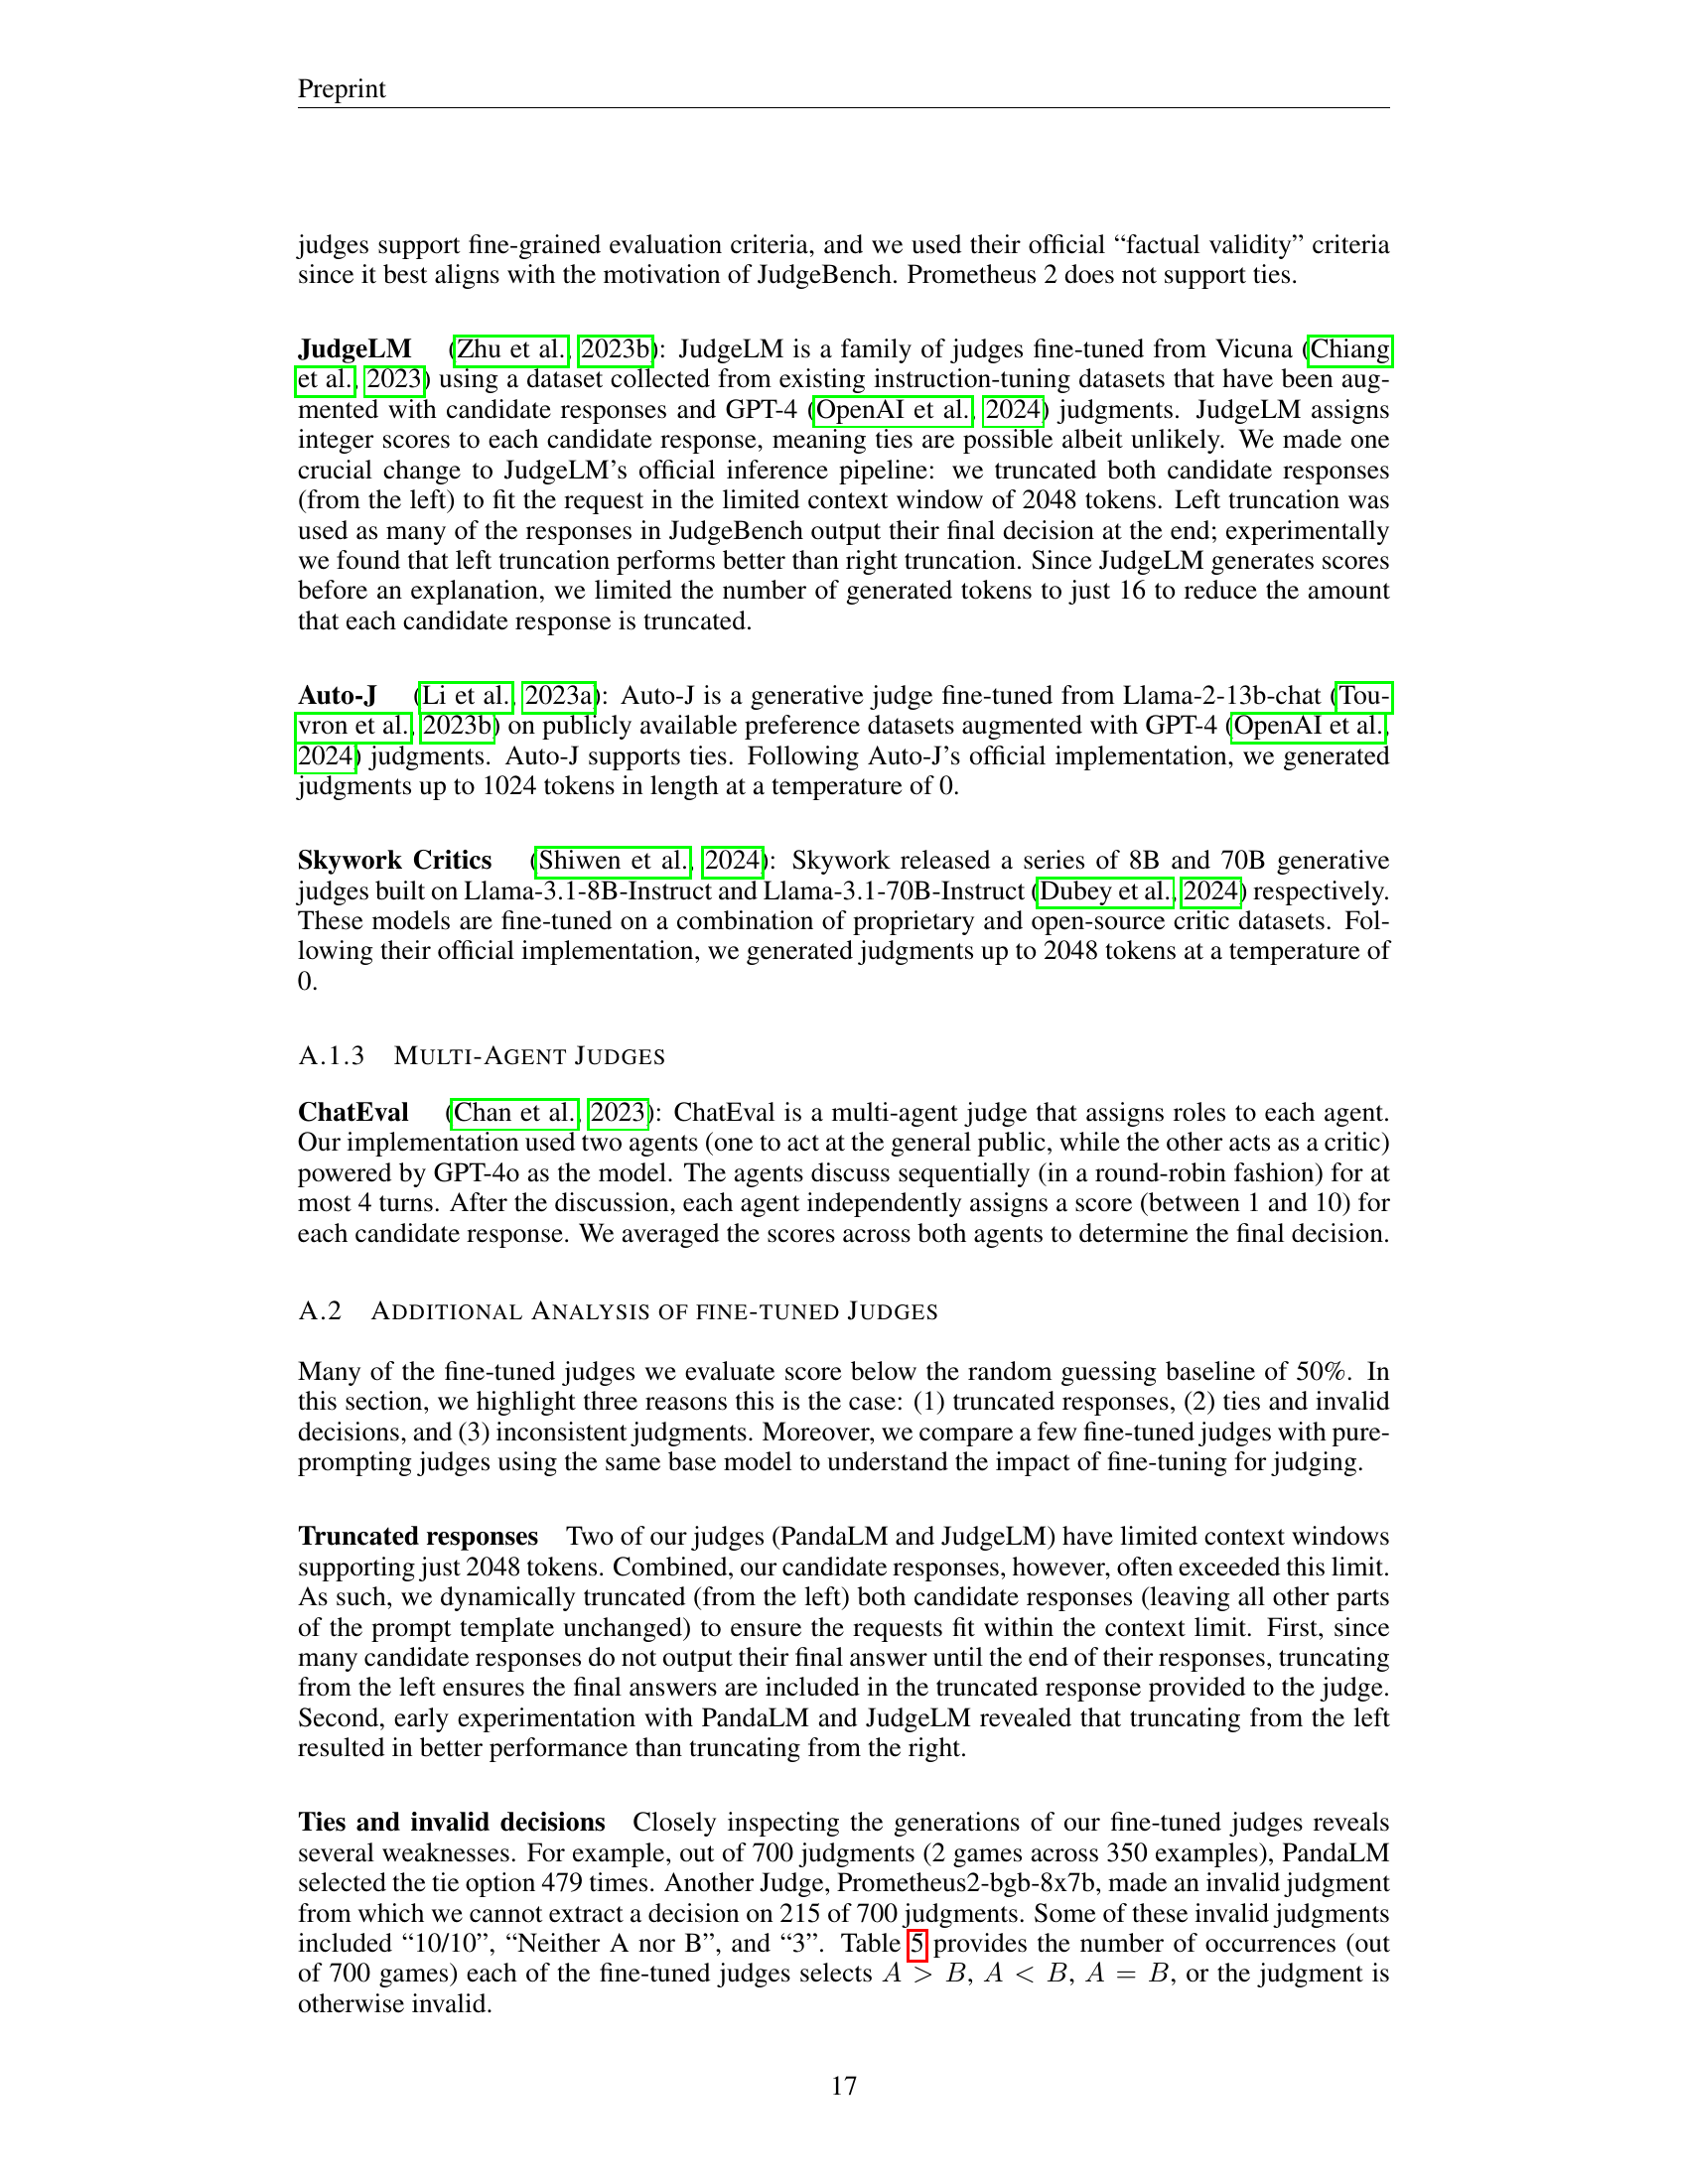 Preprint
judges support fine-grained evaluation criteria, and we used their official “factual validity” criteria
since it best aligns with the motivation of JudgeBench. Prometheus 2 does not support ties.
JudgeLM (Zhu et al., 2023b): JudgeLM is a family of judges fine-tuned from Vicuna (Chiang
et al., 2023) using a dataset collected from existing instruction-tuning datasets that have been aug-
mented with candidate responses and GPT-4 (OpenAI et al., 2024) judgments. JudgeLM assigns
integer scores to each candidate response, meaning ties are possible albeit unlikely. We made one
crucial change to JudgeLM’s official inference pipeline: we truncated both candidate responses
(from the left) to fit the request in the limited context window of 2048 tokens. Left truncation was
used as many of the responses in JudgeBench output their final decision at the end; experimentally
we found that left truncation performs better than right truncation. Since JudgeLM generates scores
before an explanation, we limited the number of generated tokens to just 16 to reduce the amount
that each candidate response is truncated.
Auto-J (Li et al., 2023a): Auto-J is a generative judge fine-tuned from Llama-2-13b-chat (Tou-
vron et al., 2023b) on publicly available preference datasets augmented with GPT-4 (OpenAI et al.,
2024) judgments. Auto-J supports ties. Following Auto-J’s official implementation, we generated
judgments up to 1024 tokens in length at a temperature of 0.
Skywork Critics (Shiwen et al., 2024): Skywork released a series of 8B and 70B generative
judges built on Llama-3.1-8B-Instruct and Llama-3.1-70B-Instruct (Dubey et al., 2024) respectively.
These models are fine-tuned on a combination of proprietary and open-source critic datasets. Fol-
lowing their official implementation, we generated judgments up to 2048 tokens at a temperature of
0.
A.1.3 MULTI-AGENT JUDGES
ChatEval (Chan et al., 2023): ChatEval is a multi-agent judge that assigns roles to each agent.
Our implementation used two agents (one to act at the general public, while the other acts as a critic)
powered by GPT-4o as the model. The agents discuss sequentially (in a round-robin fashion) for at
most 4 turns. After the discussion, each agent independently assigns a score (between 1 and 10) for
each candidate response. We averaged the scores across both agents to determine the final decision.
A.2 ADDITIONAL ANALYSIS OF FINE-TUNED JUDGES
Many of the fine-tuned judges we evaluate score below the random guessing baseline of 50%. In
this section, we highlight three reasons this is the case: (1) truncated responses, (2) ties and invalid
decisions, and (3) inconsistent judgments. Moreover, we compare a few fine-tuned judges with pure-
prompting judges using the same base model to understand the impact of fine-tuning for judging.
Truncated responses Two of our judges (PandaLM and JudgeLM) have limited context windows
supporting just 2048 tokens. Combined, our candidate responses, however, often exceeded this limit.
As such, we dynamically truncated (from the left) both candidate responses (leaving all other parts
of the prompt template unchanged) to ensure the requests fit within the context limit. First, since
many candidate responses do not output their final answer until the end of their responses, truncating
from the left ensures the final answers are included in the truncated response provided to the judge.
Second, early experimentation with PandaLM and JudgeLM revealed that truncating from the left
resulted in better performance than truncating from the right.
Ties and invalid decisions Closely inspecting the generations of our fine-tuned judges reveals
several weaknesses. For example, out of 700 judgments (2 games across 350 examples), PandaLM
selected the tie option 479 times. Another Judge, Prometheus2-bgb-8x7b, made an invalid judgment
from which we cannot extract a decision on 215 of 700 judgments. Some of these invalid judgments
included “10/10”, “Neither A nor B”, and “3”. Table 5 provides the number of occurrences (out
of 700 games) each of the fine-tuned judges selects A > B, A < B, A = B, or the judgment is
otherwise invalid.
17